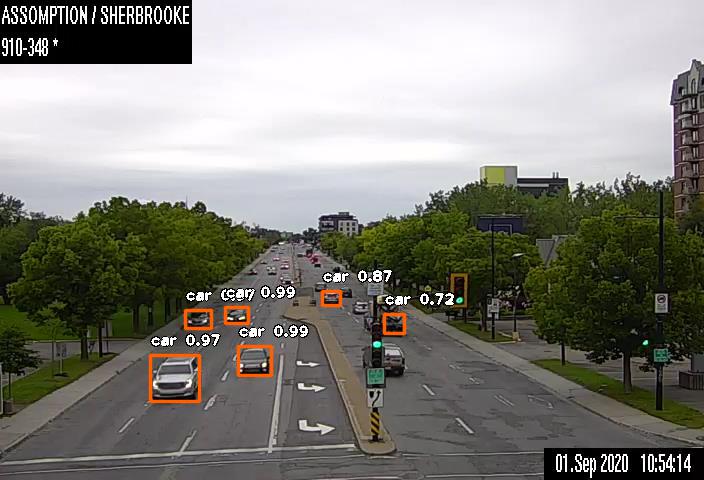 ASSOMPTION / SHERBROOKE
910-348 *
car 0.99
car 0.87
car 0.72
car 0.97
car 0.99
01.Sep 2020 10:54:14